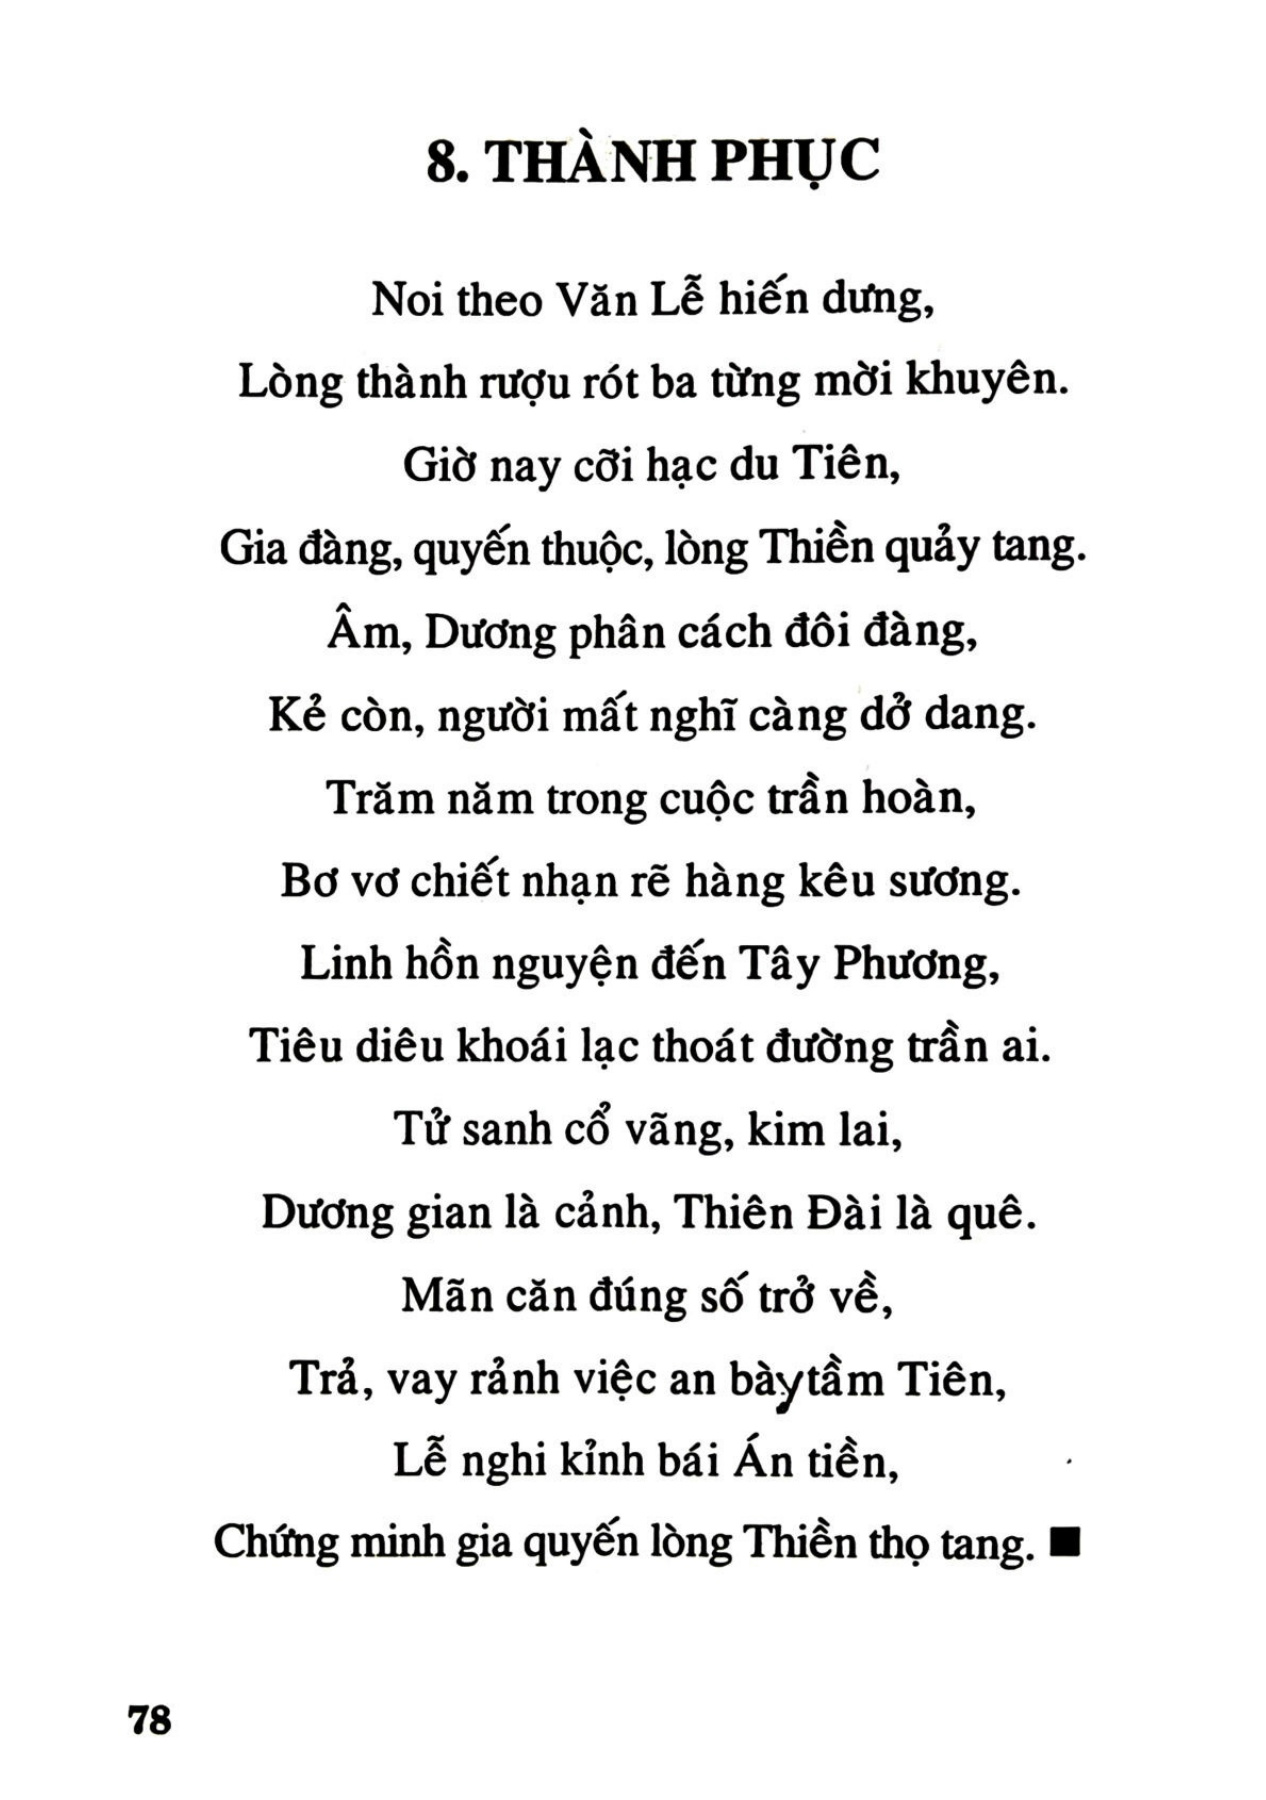 8. THÀNH PHỤC
Noi theo Văn Lễ hiến dưng,
Lòng thành rượu rót ba từng mời khuyên.
Giờ nay cỡi hạc du Tiên,
Gia đàng, quyến thuộc, lòng Thiền quảy tang.
Âm, Dương phân cách đôi đàng,
Kẻ còn, người mất nghĩ càng dở dang.
Trăm năm trong cuộc trần hoàn,
Bơ vơ chiết nhạn rẽ hàng kêu sương.
Linh hồn nguyện đến Tây Phương,
Tiêu diêu khoái lạc thoát đường trần ai.
Tử sanh cổ vãng, kim lai,
Dương gian là cảnh, Thiên Đài là quê.
Mãn căn đúng số trở về,
Trả, vay rảnh việc an bày tầm Tiên,
Lễ nghi kỉnh bái Án tiền,
Chứng minh gia quyến lòng Thiền thọ tang. ■
78